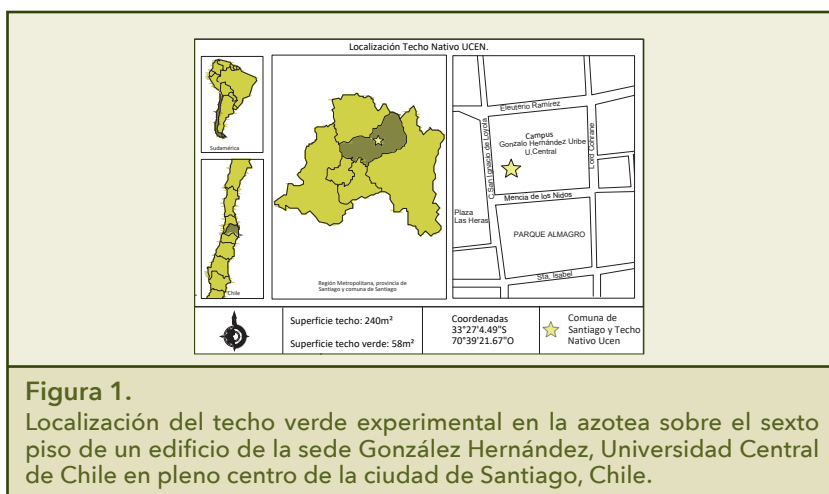 Localización Techo Nativo UCEN.
Sudamérica
Chile
Región Metropolitana, provincia de
Santiago y comuna de Santiago
Eleuterio Ramírez
C.San Ignacio de Loyola
Campus
Gonzalo Hernández Uribe
U.Central
Lord Cohrane
Mencia de los Nidos
Plaza
Las Heras
PARQUE ALMAGRO
Sta. Isabel
Superficie techo: 240m²
Superficie techo verde: 58m²
Coordenadas
33°27'4.49"S
70°39'21.67"O
Comuna de
Santiago y Techo
Nativo Ucen
Figura 1.
Localización del techo verde experimental en la azotea sobre el sexto
piso de un edificio de la sede González Hernández, Universidad Central
de Chile en pleno centro de la ciudad de Santiago, Chile.